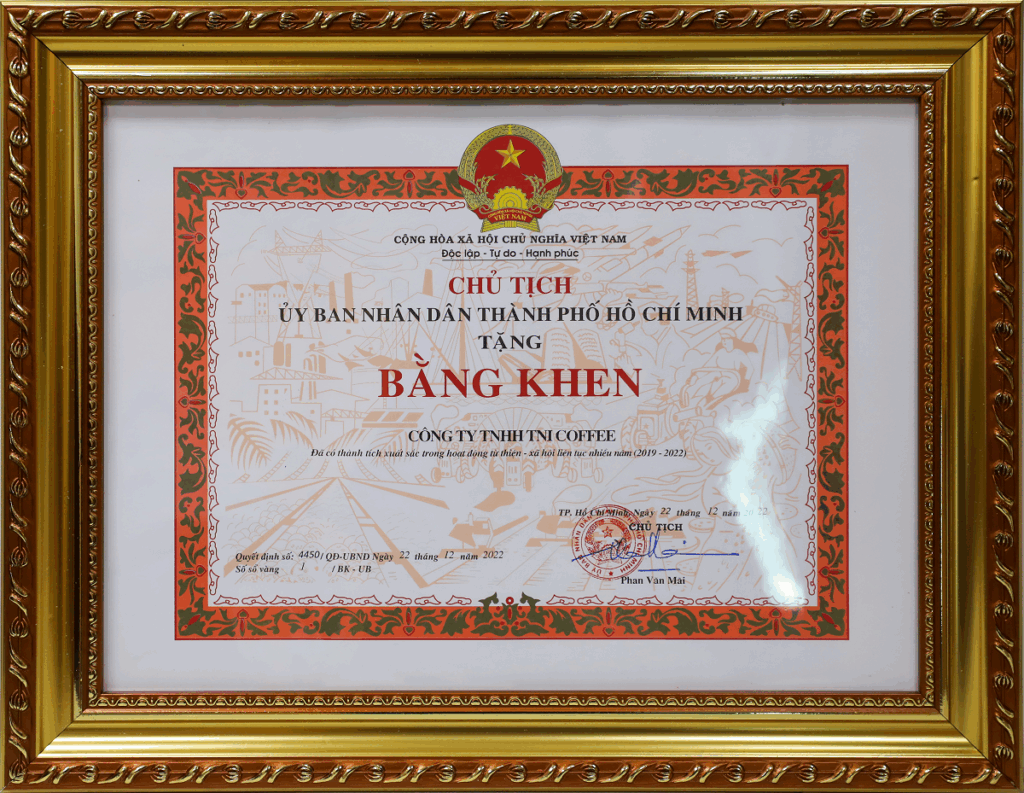 VIỆT NAM
CỘNG HÒA XÃ HỘI CHỦ NGHĨA VIỆT NAM
Độc lập - Tự do - Hạnh phúc
CHỦ TỊCH
ỦY BAN NHÂN DÂN THÀNH PHỐ HỒ CHÍ MINH
TẶNG
BẰNG KHEN
CÔNG TY TNHH TNI COFFEE
Đã có thành tích xuất sắc trong hoạt động từ thiện - xã hội liên tục nhiều năm (2019 - 2022)
TP. Hồ Chí Minh, Ngày 22 tháng 12 năm 2022
CHỦ TỊCH
Quyết định số: 4450/ QĐ-UBND Ngày 22 tháng 12 năm 2022
Số sổ vàng 1 / BK - UB
Phan Văn Mãi